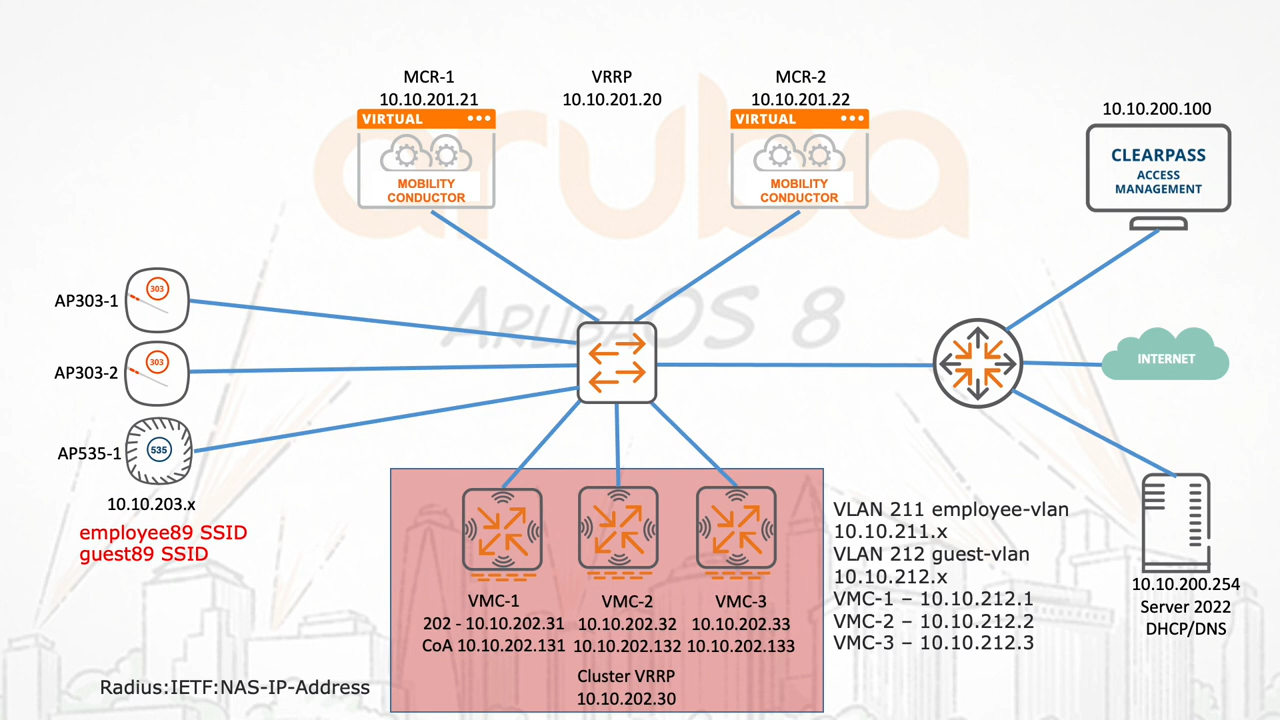 MCR-1
10.10.201.21
VRRP
10.10.201.20
MCR-2
10.10.201.22
10.10.200.100
VIRTUAL
MOBILITY
CONDUCTOR
VIRTUAL
MOBILITY
CONDUCTOR
CLEARPASS
ACCESS
MANAGEMENT
aruba
ARUBAOS 8
AP303-1
303
AP303-2
303
AP535-1
535
10.10.203.x
employee89 SSID
guest89 SSID
INTERNET
VMC-1
202 - 10.10.202.31
CoA 10.10.202.131
VMC-2
10.10.202.32
10.10.202.132
VMC-3
10.10.202.33
10.10.202.133
Cluster VRRP
10.10.202.30
VLAN 211 employee-vlan
10.10.211.x
VLAN 212 guest-vlan
10.10.212.x
VMC-1 – 10.10.212.1
VMC-2 – 10.10.212.2
VMC-3 – 10.10.212.3
10.10.200.254
Server 2022
DHCP/DNS
Radius:IETF:NAS-IP-Address